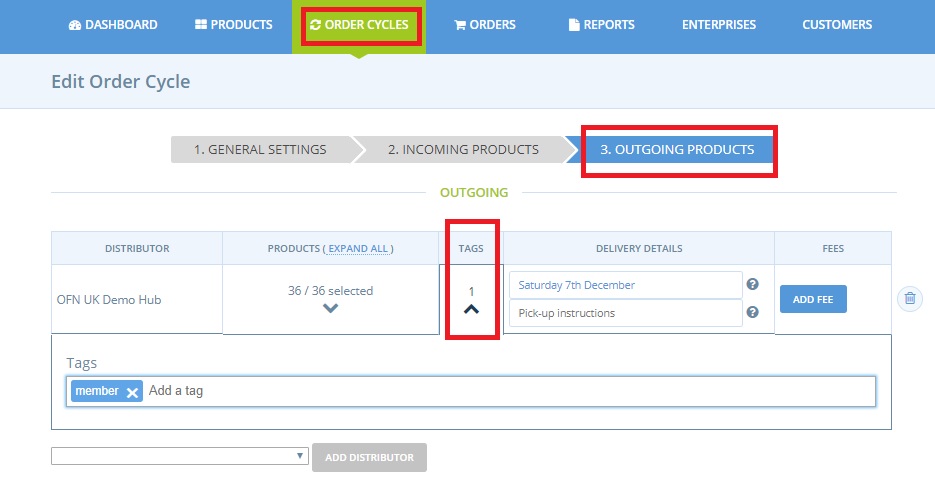 DASHBOARD PRODUCTS ORDER CYCLES ORDERS REPORTS ENTERPRISES CUSTOMERS
Edit Order Cycle
1. GENERAL SETTINGS 2. INCOMING PRODUCTS 3. OUTGOING PRODUCTS
OUTGOING
DISTRIBUTOR PRODUCTS ( EXPAND ALL ) TAGS DELIVERY DETAILS FEES
OFN UK Demo Hub 36 / 36 selected 1 Saturday 7th December ? ADD FEE
Pick-up instructions ?
Tags
member Add a tag
ADD DISTRIBUTOR